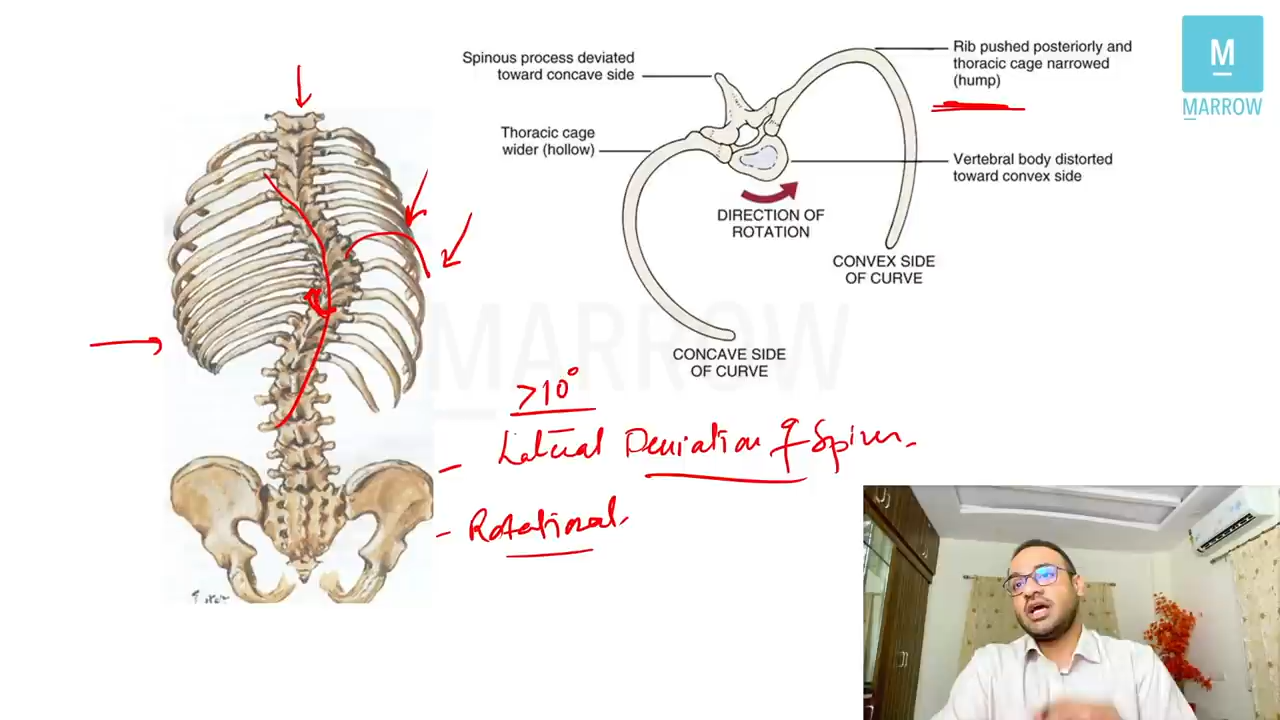 Spinous process deviated
toward concave side
Thoracic cage
wider (hollow)
Rib pushed posteriorly and
thoracic cage narrowed
(hump)
Vertebral body distorted
toward convex side
DIRECTION OF
ROTATION
CONVEX SIDE
OF CURVE
CONCAVE SIDE
OF CURVE
M
MARROW
MARROW
>10°
- Lateral Deviation of Spine.
- Rotational.